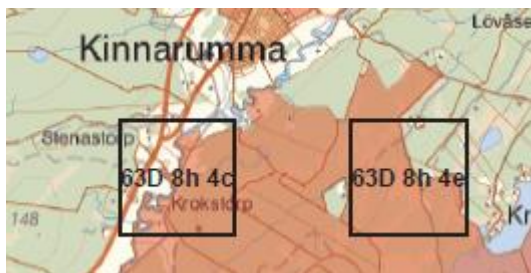 Lövåse
Kinnarumma
Stenastorp
63D 8h 4c
63D 8h 4e
Krokstorp
148
Kr